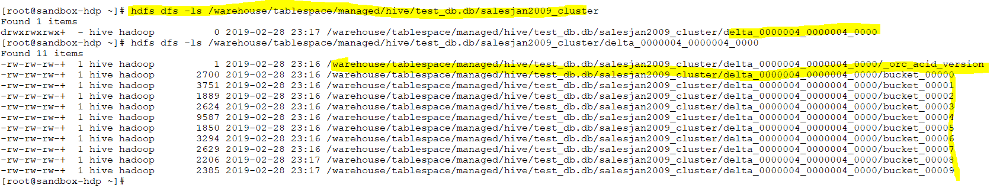 [root@sandbox-hdp ~]# hdfs dfs -ls /warehouse/tablespace/managed/hive/test_db.db/salesjan2009_cluster
Found 1 items
drwxrwxrwx+  - hive hadoop          0 2019-02-28 23:17 /warehouse/tablespace/managed/hive/test_db.db/salesjan2009_cluster/delta_0000004_0000004_0000
[root@sandbox-hdp ~]# hdfs dfs -ls /warehouse/tablespace/managed/hive/test_db.db/salesjan2009_cluster/delta_0000004_0000004_0000
Found 11 items
-rw-rw-rw-+  1 hive hadoop          1 2019-02-28 23:16 /warehouse/tablespace/managed/hive/test_db.db/salesjan2009_cluster/delta_0000004_0000004_0000/_orc_acid_version
-rw-rw-rw-+  1 hive hadoop       2700 2019-02-28 23:16 /warehouse/tablespace/managed/hive/test_db.db/salesjan2009_cluster/delta_0000004_0000004_0000/bucket_00000
-rw-rw-rw-+  1 hive hadoop       3751 2019-02-28 23:16 /warehouse/tablespace/managed/hive/test_db.db/salesjan2009_cluster/delta_0000004_0000004_0000/bucket_00001
-rw-rw-rw-+  1 hive hadoop       1889 2019-02-28 23:16 /warehouse/tablespace/managed/hive/test_db.db/salesjan2009_cluster/delta_0000004_0000004_0000/bucket_00002
-rw-rw-rw-+  1 hive hadoop       2624 2019-02-28 23:16 /warehouse/tablespace/managed/hive/test_db.db/salesjan2009_cluster/delta_0000004_0000004_0000/bucket_00003
-rw-rw-rw-+  1 hive hadoop       9587 2019-02-28 23:16 /warehouse/tablespace/managed/hive/test_db.db/salesjan2009_cluster/delta_0000004_0000004_0000/bucket_00004
-rw-rw-rw-+  1 hive hadoop       1850 2019-02-28 23:16 /warehouse/tablespace/managed/hive/test_db.db/salesjan2009_cluster/delta_0000004_0000004_0000/bucket_00005
-rw-rw-rw-+  1 hive hadoop       3294 2019-02-28 23:16 /warehouse/tablespace/managed/hive/test_db.db/salesjan2009_cluster/delta_0000004_0000004_0000/bucket_00006
-rw-rw-rw-+  1 hive hadoop       2629 2019-02-28 23:16 /warehouse/tablespace/managed/hive/test_db.db/salesjan2009_cluster/delta_0000004_0000004_0000/bucket_00007
-rw-rw-rw-+  1 hive hadoop       2206 2019-02-28 23:17 /warehouse/tablespace/managed/hive/test_db.db/salesjan2009_cluster/delta_0000004_0000004_0000/bucket_00008
-rw-rw-rw-+  1 hive hadoop       2385 2019-02-28 23:17 /warehouse/tablespace/managed/hive/test_db.db/salesjan2009_cluster/delta_0000004_0000004_0000/bucket_00009
[root@sandbox-hdp ~]#